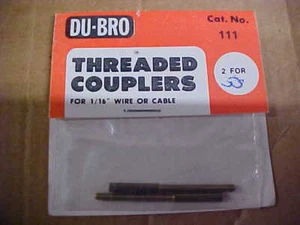 DU-BRO
Cat. No.
111
THREADED
COUPLERS
2 FOR
FOR 1/16" WIRE OR CABLE